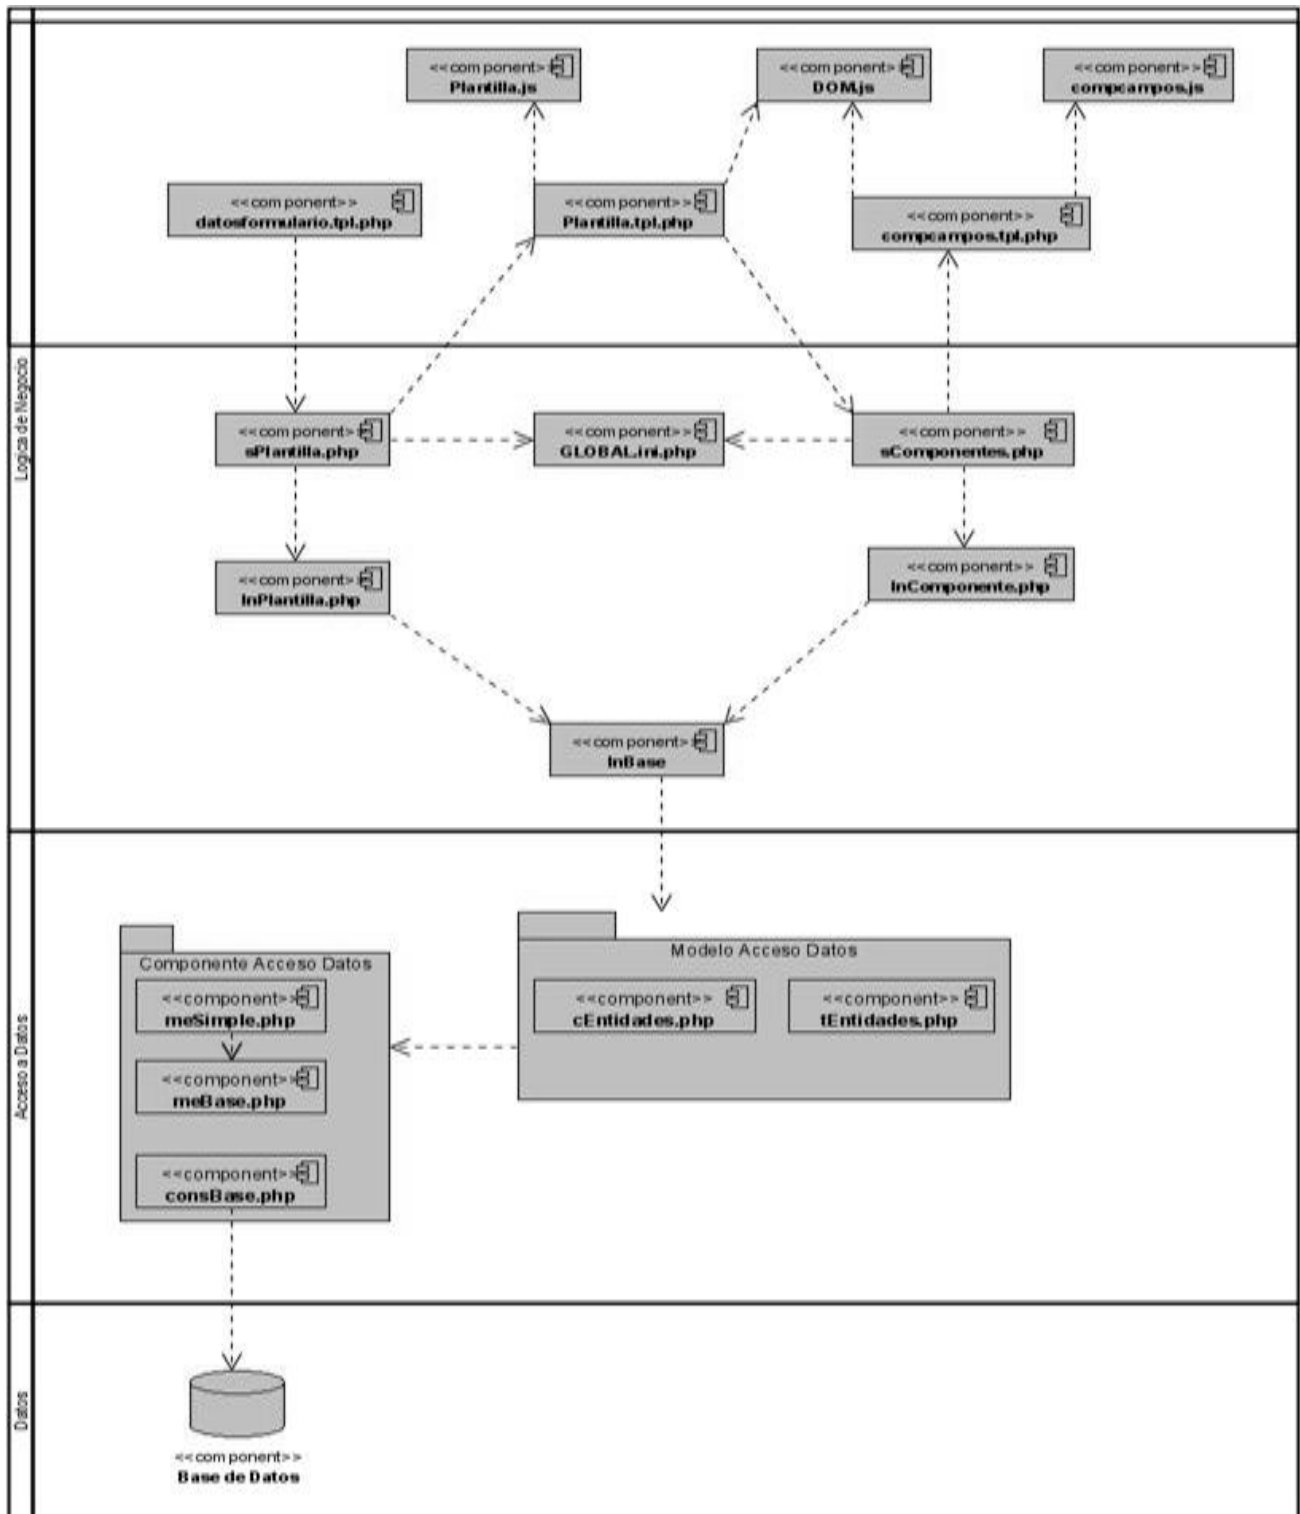 <<component>>
Plantilla.js
<<component>>
DOM.js
<<component>>
compcampos.js
<<component>>
datosformulario.tpl.php
<<component>>
Plantilla.tpl.php
<<component>>
compcampos.tpl.php
Logica de Negocio
<<component>>
sPlantilla.php
<<component>>
GLOBAL.ini.php
<<component>>
sComponentes.php
<<component>>
lnPlantilla.php
<<component>>
lnComponente.php
<<component>>
lnBase
Acceso a Datos
Componente Acceso Datos
<<component>>
meSimple.php
<<component>>
meBase.php
<<component>>
consBase.php
Modelo Acceso Datos
<<component>>
cEntidades.php
<<component>>
tEntidades.php
Datos
<<component>>
Base de Datos